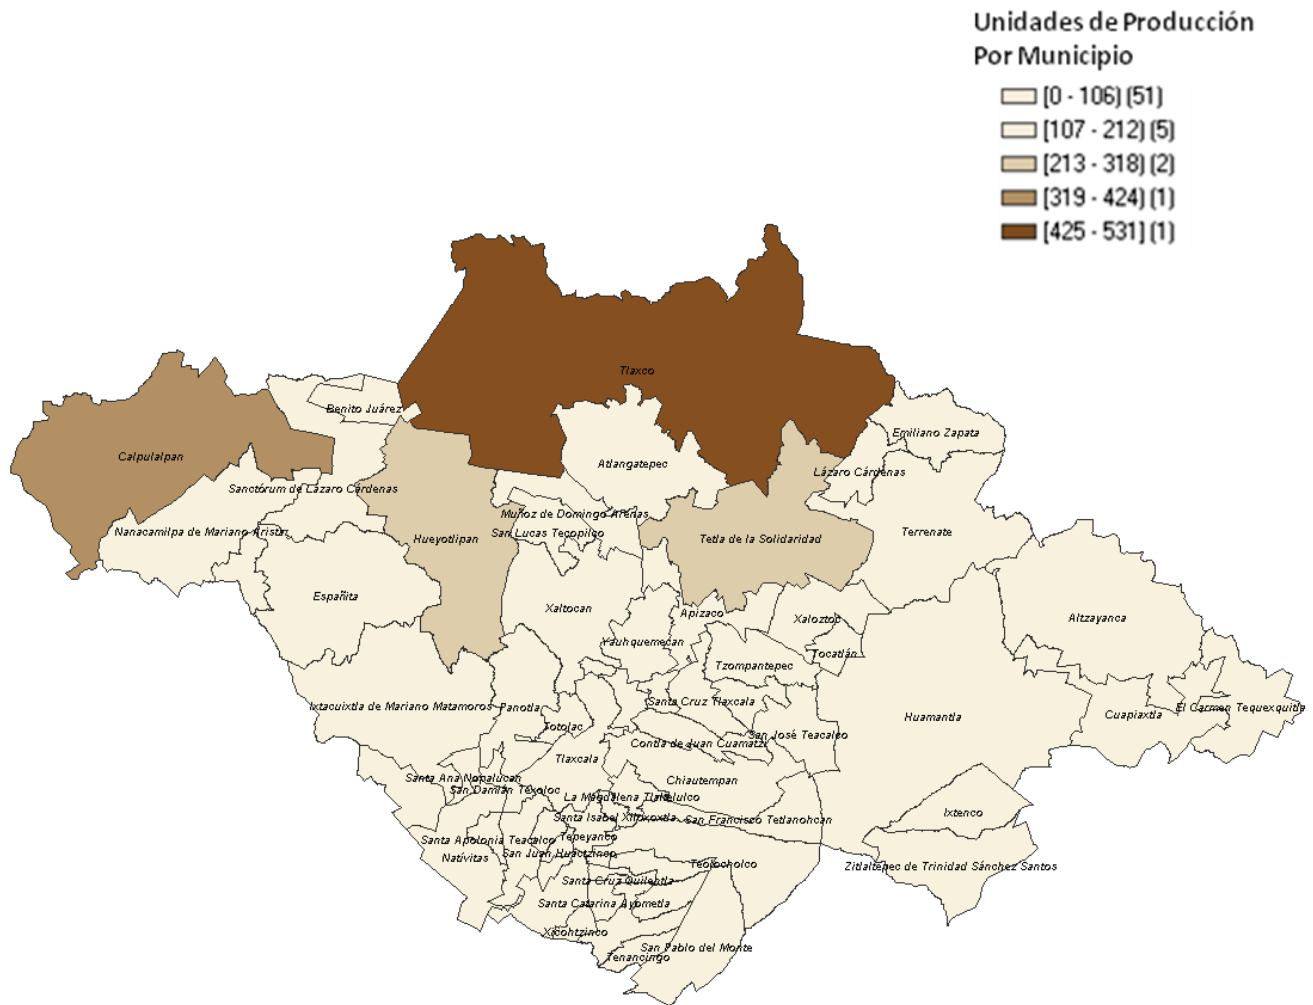 Unidades de Producción
Por Municipio
[0 - 106) (51)
[107 - 212) (5)
[213 - 318) (2)
[319 - 424) (1)
[425 - 531] (1)
Tlaxco
Benito Juárez
Emiliano Zapata
Calpulalpan
Atlangatepec
Lázaro Cárdenas
Sanctórum de Lázaro Cárdenas
Muñoz de Domingo Arenas
Nanacamilpa de Mariano Arista
San Lucas Tecopilco
Terrenate
Hueyotlipan
Tetla de la Solidaridad
Españita
Xaltocan
Apizaco
Xaloztoc
Altzayanca
Yauhquemecan
Tocatlán
Tzompantepec
Santa Cruz Tlaxcala
Ixtacuixtla de Mariano Matamoros
Panotla
El Carmen Tequexquitla
Huamantla
Cuapiaxtla
Totolac
San José Teacalco
Contla de Juan Cuamatzi
Tlaxcala
Santa Ana Nopalucan
Chiautempan
San Damián Texoloc
La Magdalena Tlaltelulco
Ixtenco
Santa Isabel Xiloxoxtla
San Francisco Tetlanohcan
Tepeyanco
Santa Apolonia Teacalco
San Juan Huactzinco
Nativitas
Teolocholco
Zitlaltepec de Trinidad Sánchez Santos
Santa Cruz Quilehtla
Santa Catarina Ayometla
Xicohtzinco
San Pablo del Monte
Tenancingo